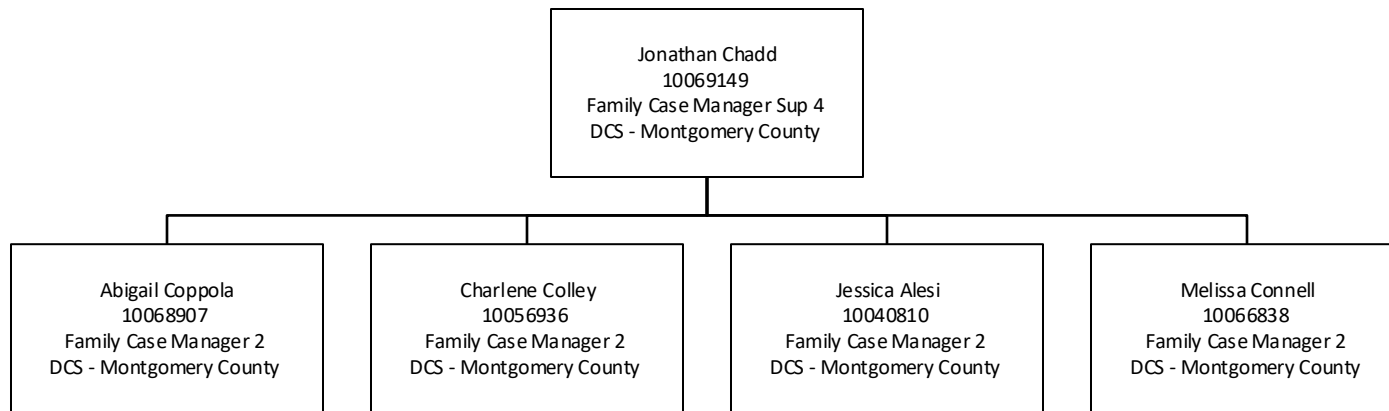 Jonathan Chadd
10069149
Family Case Manager Sup 4
DCS - Montgomery County
Abigail Coppola
10068907
Family Case Manager 2
DCS - Montgomery County
Charlene Colley
10056936
Family Case Manager 2
DCS - Montgomery County
Jessica Alesi
10040810
Family Case Manager 2
DCS - Montgomery County
Melissa Connell
10066838
Family Case Manager 2
DCS - Montgomery County